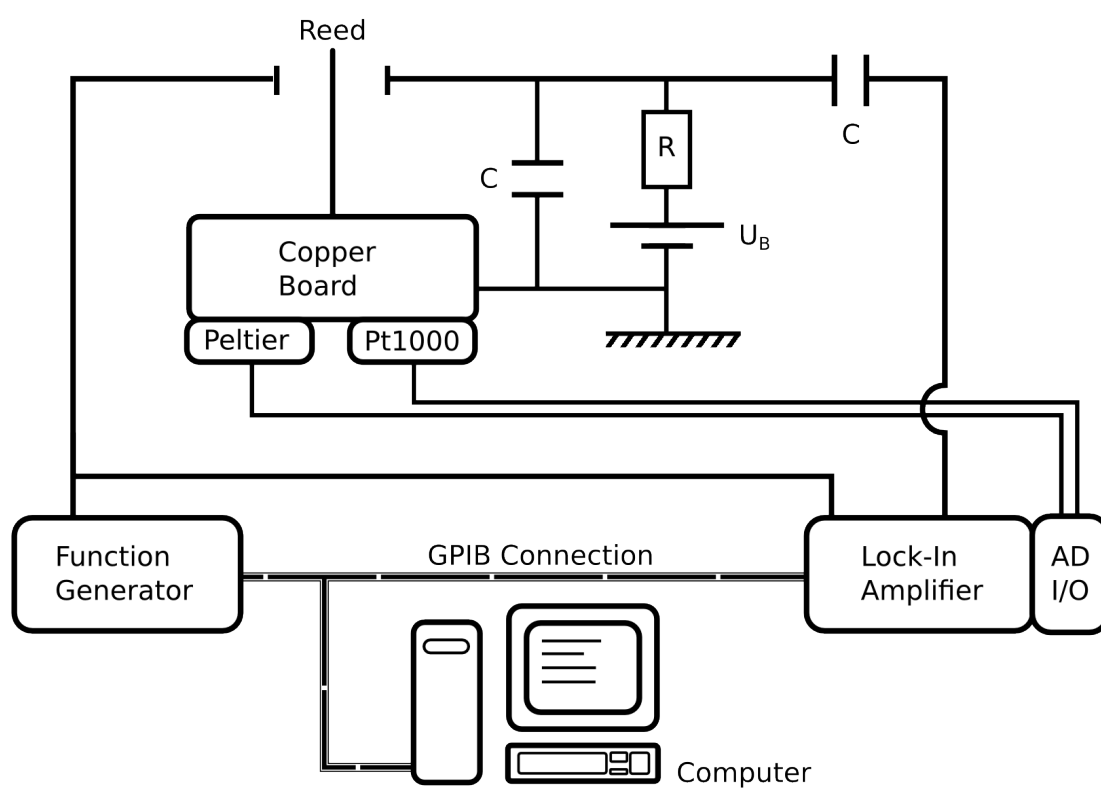 Reed
C
R
C
U_B
Copper
Board
Peltier
Pt1000
Function
Generator
GPIB Connection
Lock-In
Amplifier
AD
I/O
Computer